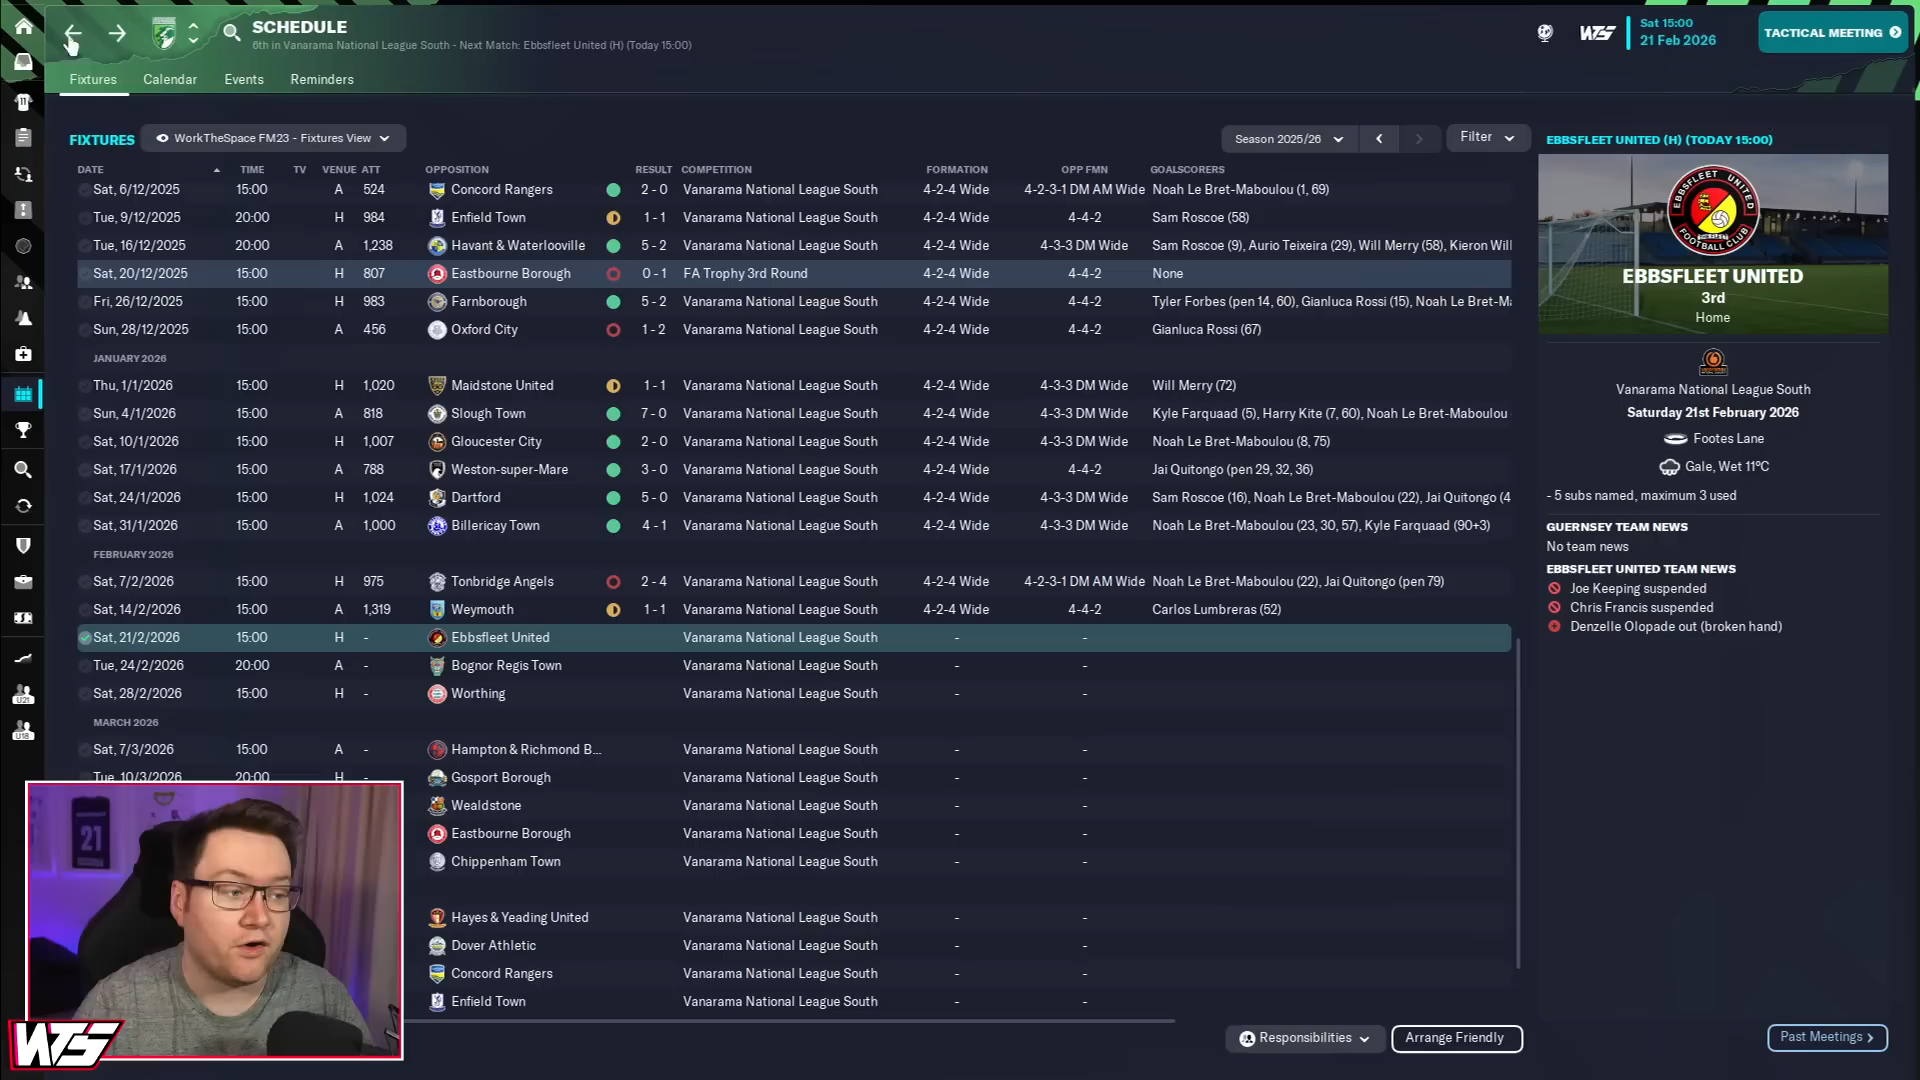 SCHEDULE
6th in Vanarama National League South - Next Match: Ebbsfleet United (H) (Today 15:00)
WTS
Sat 15:00
21 Feb 2026
TACTICAL MEETING
Fixtures Calendar Events Reminders
FIXTURES WorkTheSpace FM23 - Fixtures View
Season 2025/26 Filter
DATE TIME TV VENUE ATT OPPOSITION RESULT COMPETITION FORMATION OPP FMN GOALSCORERS
Sat, 6/12/2025 15:00 A 524 Concord Rangers 2 - 0 Vanarama National League South 4-2-4 Wide 4-2-3-1 DM AM Wide Noah Le Bret-Maboulou (1, 69)
Tue, 9/12/2025 20:00 H 984 Enfield Town 1 - 1 Vanarama National League South 4-2-4 Wide 4-4-2 Sam Roscoe (58)
Tue, 16/12/2025 20:00 A 1,238 Havant & Waterlooville 5 - 2 Vanarama National League South 4-2-4 Wide 4-3-3 DM Wide Sam Roscoe (9), Aurio Teixeira (29), Will Merry (58), Kieron Wil
Sat, 20/12/2025 15:00 H 807 Eastbourne Borough 0 - 1 FA Trophy 3rd Round 4-2-4 Wide 4-4-2 None
Fri, 26/12/2025 15:00 H 983 Farnborough 5 - 2 Vanarama National League South 4-2-4 Wide 4-4-2 Tyler Forbes (pen 14, 60), Gianluca Rossi (15), Noah Le Bret-M
Sun, 28/12/2025 15:00 A 456 Oxford City 1 - 2 Vanarama National League South 4-2-4 Wide 4-4-2 Gianluca Rossi (67)
JANUARY 2026
Thu, 1/1/2026 15:00 H 1,020 Maidstone United 1 - 1 Vanarama National League South 4-2-4 Wide 4-3-3 DM Wide Will Merry (72)
Sun, 4/1/2026 15:00 A 818 Slough Town 7 - 0 Vanarama National League South 4-2-4 Wide 4-3-3 DM Wide Kyle Farquaad (5), Harry Kite (7, 60), Noah Le Bret-Maboulou
Sat, 10/1/2026 15:00 H 1,007 Gloucester City 2 - 0 Vanarama National League South 4-2-4 Wide 4-3-3 DM Wide Noah Le Bret-Maboulou (8, 75)
Sat, 17/1/2026 15:00 A 788 Weston-super-Mare 3 - 0 Vanarama National League South 4-2-4 Wide 4-4-2 Jai Quitongo (pen 29, 32, 36)
Sat, 24/1/2026 15:00 H 1,024 Dartford 5 - 0 Vanarama National League South 4-2-4 Wide 4-3-3 DM Wide Sam Roscoe (16), Noah Le Bret-Maboulou (22), Jai Quitongo (4
Sat, 31/1/2026 15:00 A 1,000 Billericay Town 4 - 1 Vanarama National League South 4-2-4 Wide 4-3-3 DM Wide Noah Le Bret-Maboulou (23, 30, 57), Kyle Farquaad (90+3)
FEBRUARY 2026
Sat, 7/2/2026 15:00 H 975 Tonbridge Angels 2 - 4 Vanarama National League South 4-2-4 Wide 4-2-3-1 DM AM Wide Noah Le Bret-Maboulou (22), Jai Quitongo (pen 79)
Sat, 14/2/2026 15:00 A 1,319 Weymouth 1 - 1 Vanarama National League South 4-2-4 Wide 4-4-2 Carlos Lumbreras (52)
Sat, 21/2/2026 15:00 H - Ebbsfleet United Vanarama National League South - -
Tue, 24/2/2026 20:00 A - Bognor Regis Town Vanarama National League South - -
Sat, 28/2/2026 15:00 H - Worthing Vanarama National League South - -
MARCH 2026
Sat, 7/3/2026 15:00 A - Hampton & Richmond B... Vanarama National League South - -
Tue, 10/3/2026 20:00 H - Gosport Borough Vanarama National League South - -
Wealdstone Vanarama National League South - -
Eastbourne Borough Vanarama National League South - -
Chippenham Town Vanarama National League South - -
Hayes & Yeading United Vanarama National League South - -
Dover Athletic Vanarama National League South - -
Concord Rangers Vanarama National League South - -
Enfield Town Vanarama National League South - -
Responsibilities Arrange Friendly
EBBSFLEET UNITED (H) (TODAY 15:00)
EBBSFLEET UNITED
FOOTBALL CLUB
EBBSFLEET UNITED
3rd
Home
Vanarama National League South
Saturday 21st February 2026
Footes Lane
Gale, Wet 11°C
- 5 subs named, maximum 3 used
GUERNSEY TEAM NEWS
No team news
EBBSFLEET UNITED TEAM NEWS
Joe Keeping suspended
Chris Francis suspended
Denzelle Olopade out (broken hand)
Past Meetings
11
U21
U18
21
WTS